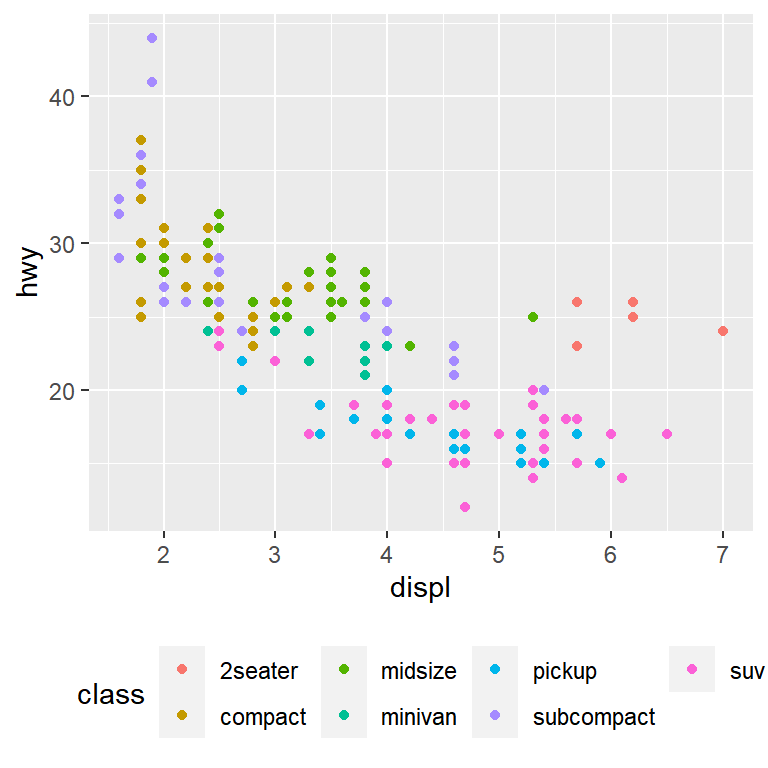 40
30
20
hwy
2 3 4 5 6 7
displ
class
2seater midsize pickup suv
compact minivan subcompact